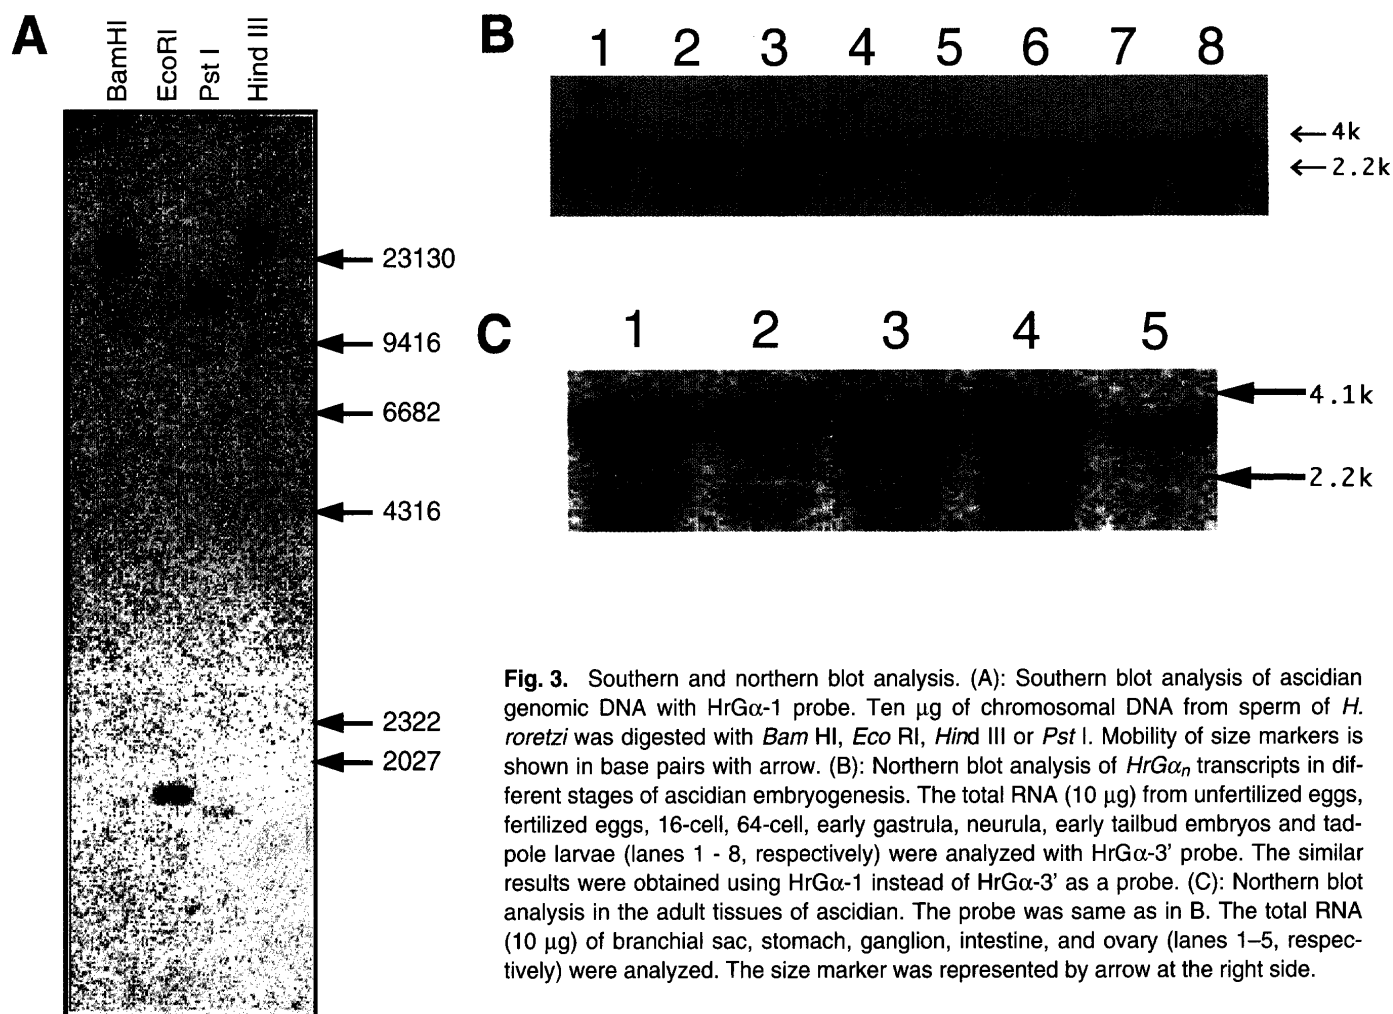 A
BamHI
EcoRI
Pst I
Hind III
23130
9416
6682
4316
2322
2027
B
1 2 3 4 5 6 7 8
4k
2.2k
C
1 2 3 4 5
4.1k
2.2k
Fig. 3. Southern and northern blot analysis. (A): Southern blot analysis of ascidian
genomic DNA with HrGα-1 probe. Ten μg of chromosomal DNA from sperm of H.
roretzi was digested with Bam HI, Eco RI, Hind III or Pst I. Mobility of size markers is
shown in base pairs with arrow. (B): Northern blot analysis of HrGαn transcripts in dif-
ferent stages of ascidian embryogenesis. The total RNA (10 μg) from unfertilized eggs,
fertilized eggs, 16-cell, 64-cell, early gastrula, neurula, early tailbud embryos and tad-
pole larvae (lanes 1 - 8, respectively) were analyzed with HrGα-3' probe. The similar
results were obtained using HrGα-1 instead of HrGα-3' as a probe. (C): Northern blot
analysis in the adult tissues of ascidian. The probe was same as in B. The total RNA
(10 μg) of branchial sac, stomach, ganglion, intestine, and ovary (lanes 1–5, respec-
tively) were analyzed. The size marker was represented by arrow at the right side.